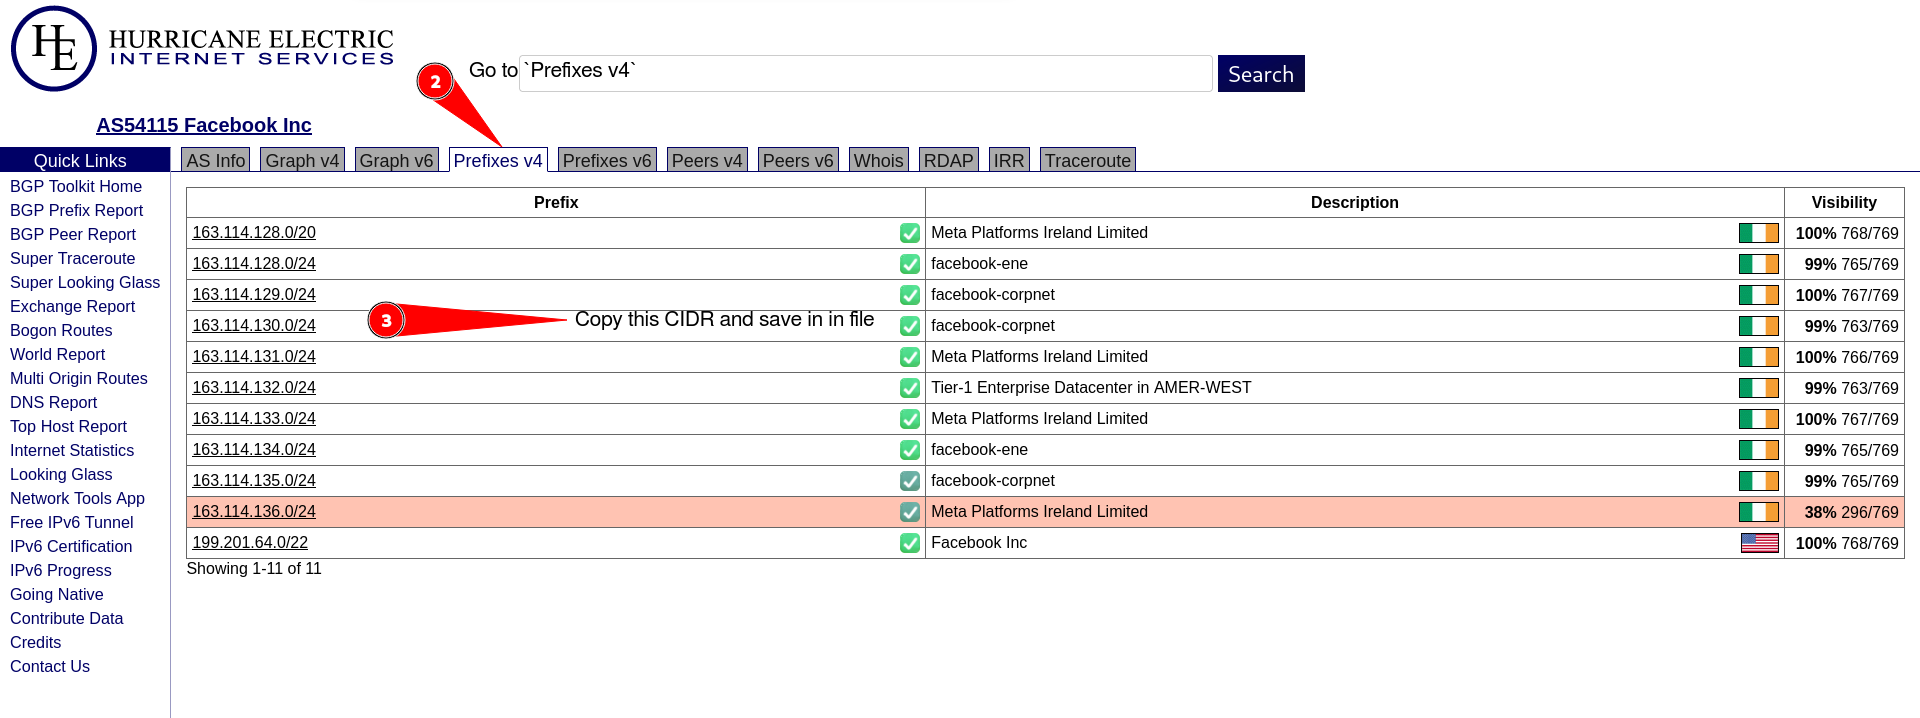 HE
HURRICANE ELECTRIC
INTERNET SERVICES
2
Go to `Prefixes v4`
Search
AS54115 Facebook Inc
Quick Links
BGP Toolkit Home
BGP Prefix Report
BGP Peer Report
Super Traceroute
Super Looking Glass
Exchange Report
Bogon Routes
World Report
Multi Origin Routes
DNS Report
Top Host Report
Internet Statistics
Looking Glass
Network Tools App
Free IPv6 Tunnel
IPv6 Certification
IPv6 Progress
Going Native
Contribute Data
Credits
Contact Us
AS Info Graph v4 Graph v6 Prefixes v4 Prefixes v6 Peers v4 Peers v6 Whois RDAP IRR Traceroute
Prefix Description Visibility
163.114.128.0/20 Meta Platforms Ireland Limited 100% 768/769
163.114.128.0/24 facebook-ene 99% 765/769
163.114.129.0/24 facebook-corpnet 100% 767/769
3 Copy this CIDR and save in in file
163.114.130.0/24 facebook-corpnet 99% 763/769
163.114.131.0/24 Meta Platforms Ireland Limited 100% 766/769
163.114.132.0/24 Tier-1 Enterprise Datacenter in AMER-WEST 99% 763/769
163.114.133.0/24 Meta Platforms Ireland Limited 100% 767/769
163.114.134.0/24 facebook-ene 99% 765/769
163.114.135.0/24 facebook-corpnet 99% 765/769
163.114.136.0/24 Meta Platforms Ireland Limited 38% 296/769
199.201.64.0/22 Facebook Inc 100% 768/769
Showing 1-11 of 11